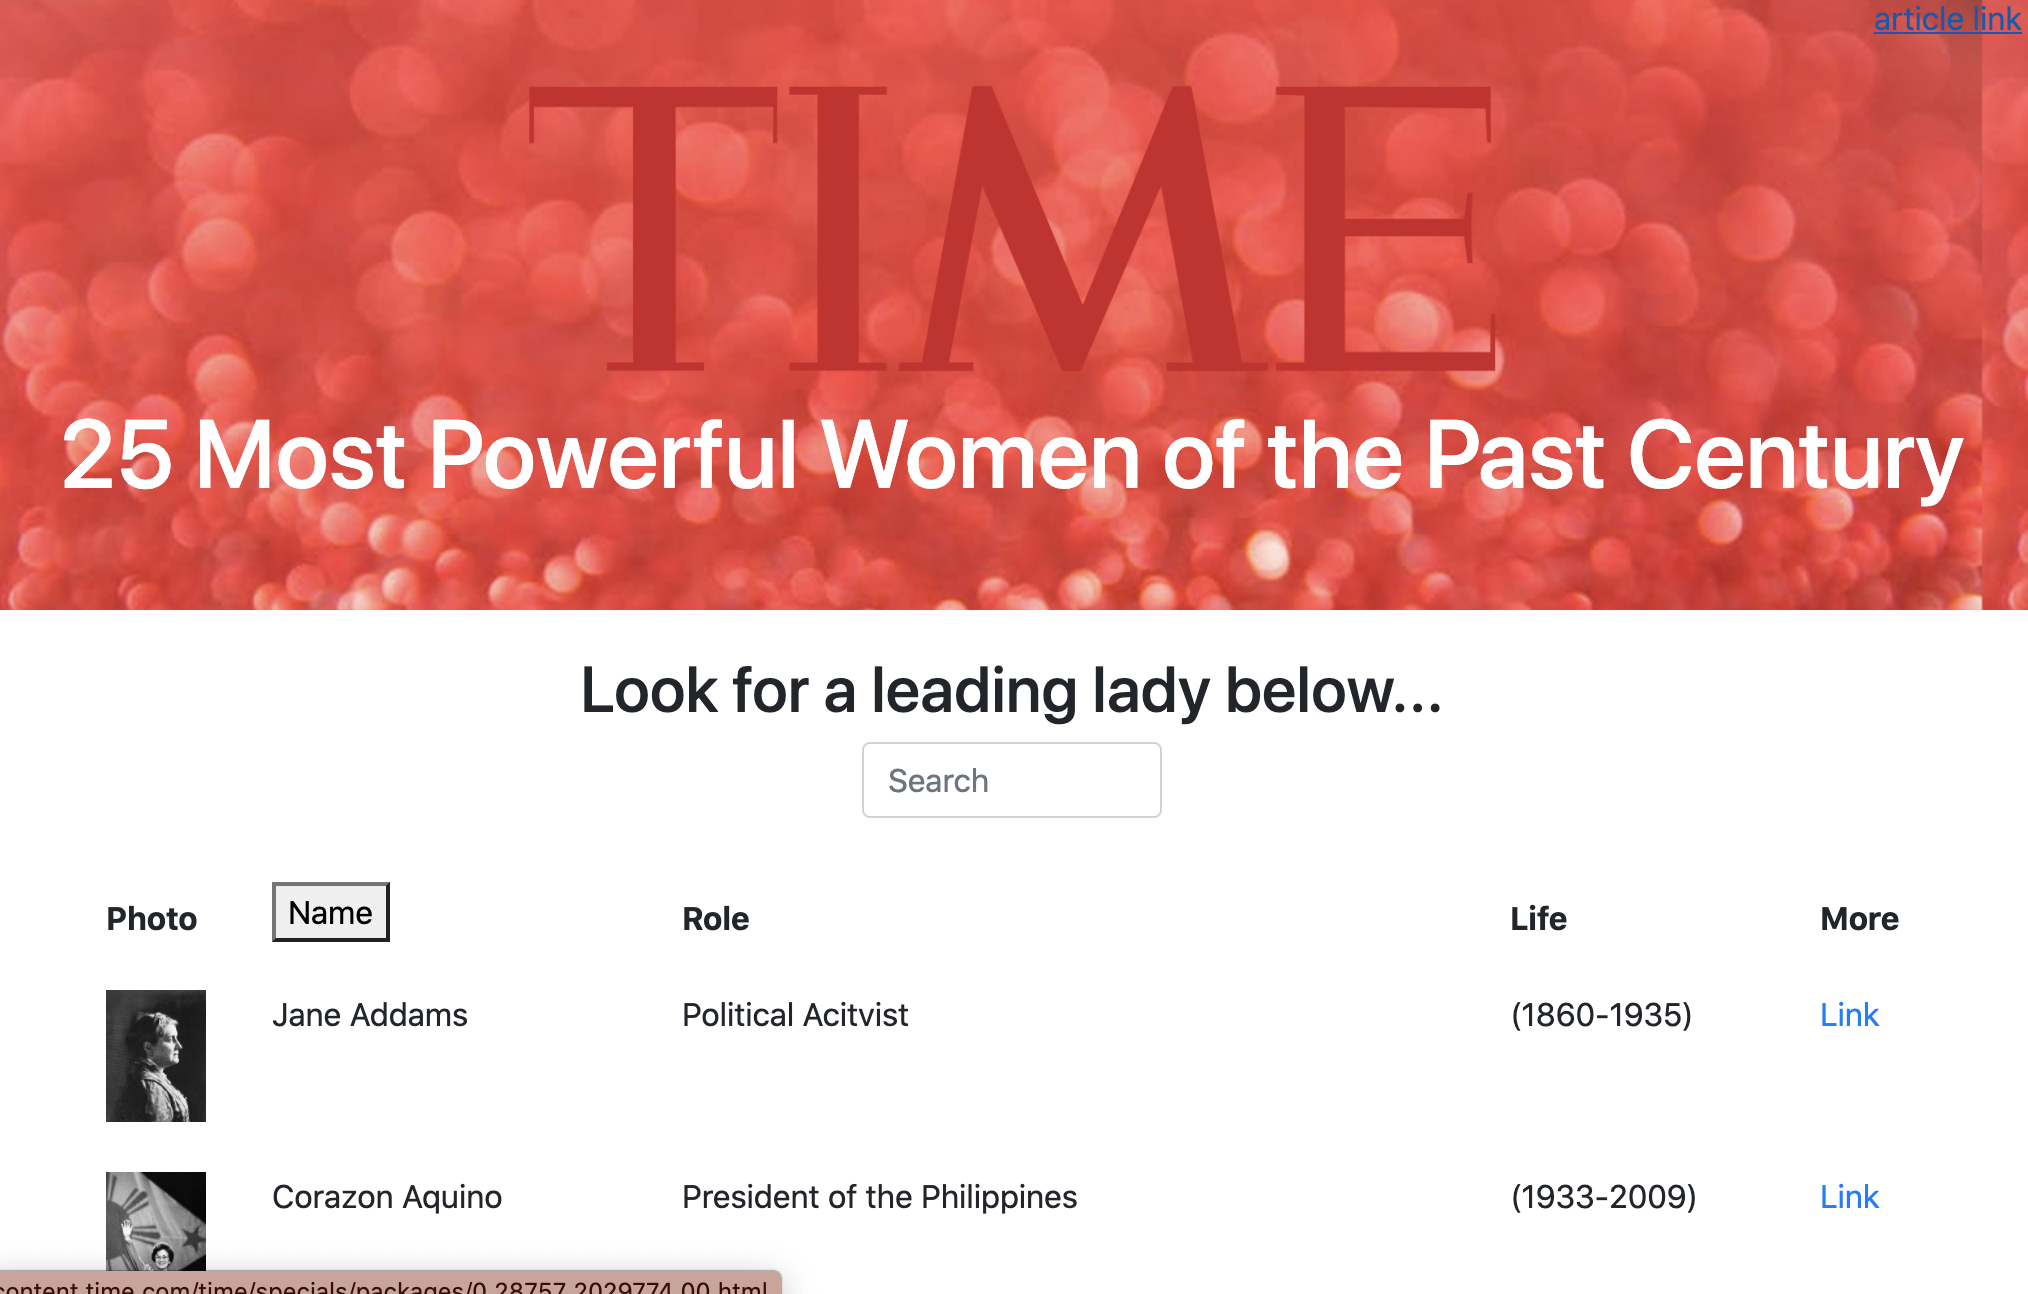 article link
TIME
25 Most Powerful Women of the Past Century
Look for a leading lady below...
Search
Photo Name Role Life More
Jane Addams Political Acitvist (1860-1935) Link
Corazon Aquino President of the Philippines (1933-2009) Link
content.time.com/time/specials/packages/0,28757,2029774,00.html